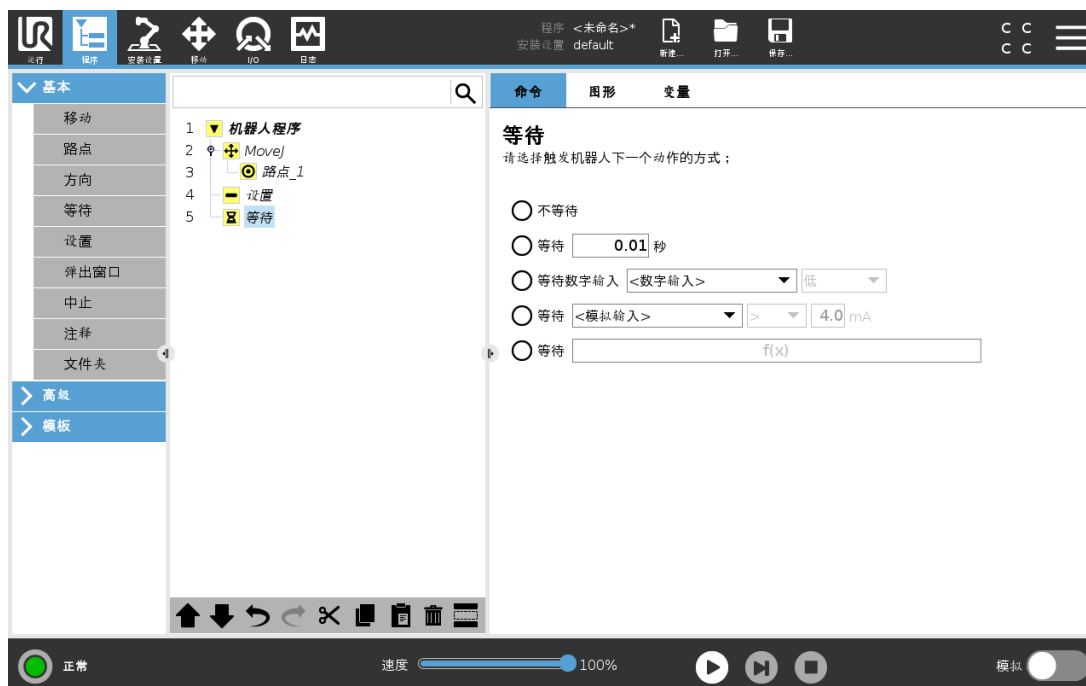 程序 <未命名>*
安装设置 default
C C
C C
运行 程序 安装设置 移动 I/O 日志 新建... 打开... 保存...
基本
移动
路点
方向
等待
设置
弹出窗口
中止
注释
文件夹
高级
模板
1 机器人程序
2 MoveJ
3 路点_1
4 设置
5 等待
命令 图形 变量
等待
请选择触发机器人下一个动作的方式；
不等待
等待 0.01 秒
等待数字输入 <数字输入> 低
等待 <模拟输入> > 4.0 mA
等待 f(x)
正常 速度 100% 模拟